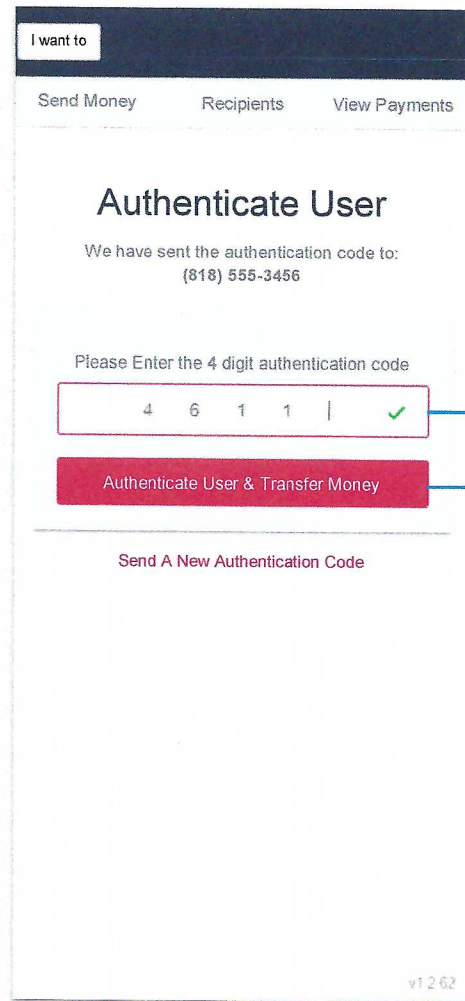 I want to
Send Money Recipients View Payments
Authenticate User
We have sent the authentication code to:
(818) 555-3456
Please Enter the 4 digit authentication code
4 6 1 1
Authenticate User & Transfer Money
Send A New Authentication Code
v1.2.62